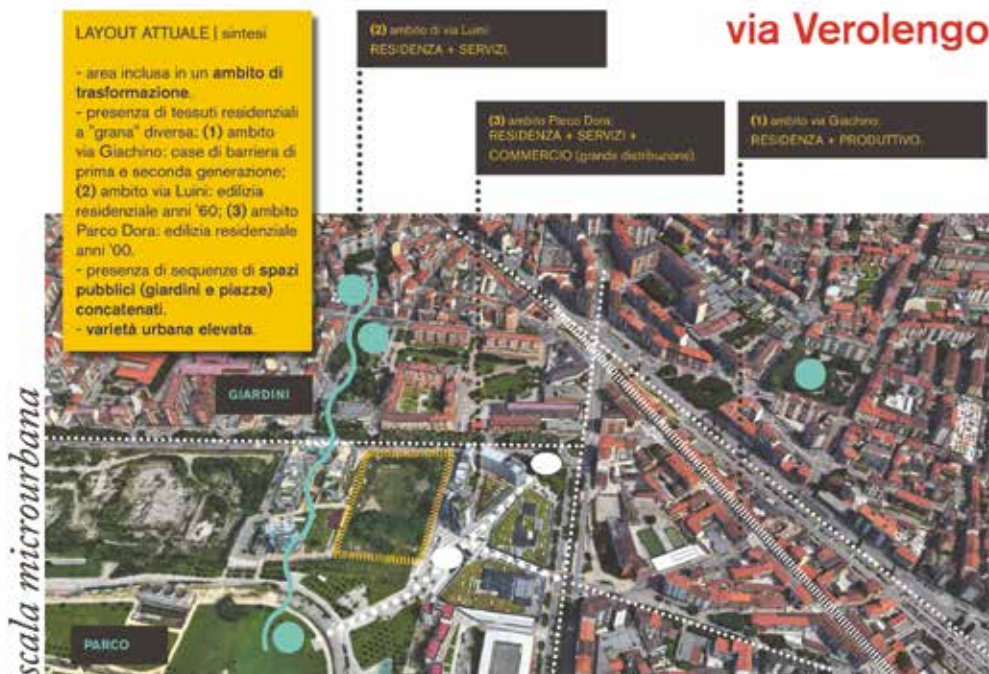 via Verolengo
LAYOUT ATTUALE | sintesi
- area inclusa in un ambito di
trasformazione.
- presenza di tessuti residenziali
a "grana" diversa: (1) ambito
via Giachino: case di barriera di
prima e seconda generazione;
(2) ambito via Luini: edilizia
residenziale anni '60; (3) ambito
Parco Dora: edilizia residenziale
anni '00.
- presenza di sequenze di spazi
pubblici (giardini e piazze)
concatenati.
- varietà urbana elevata.
(2) ambito di via Luini:
RESIDENZA + SERVIZI.
(3) ambito Parco Dora:
RESIDENZA + SERVIZI +
COMMERCIO (grande distribuzione).
(1) ambito via Giachino:
RESIDENZA + PRODUTTIVO.
GIARDINI
PARCO
scala microurbana